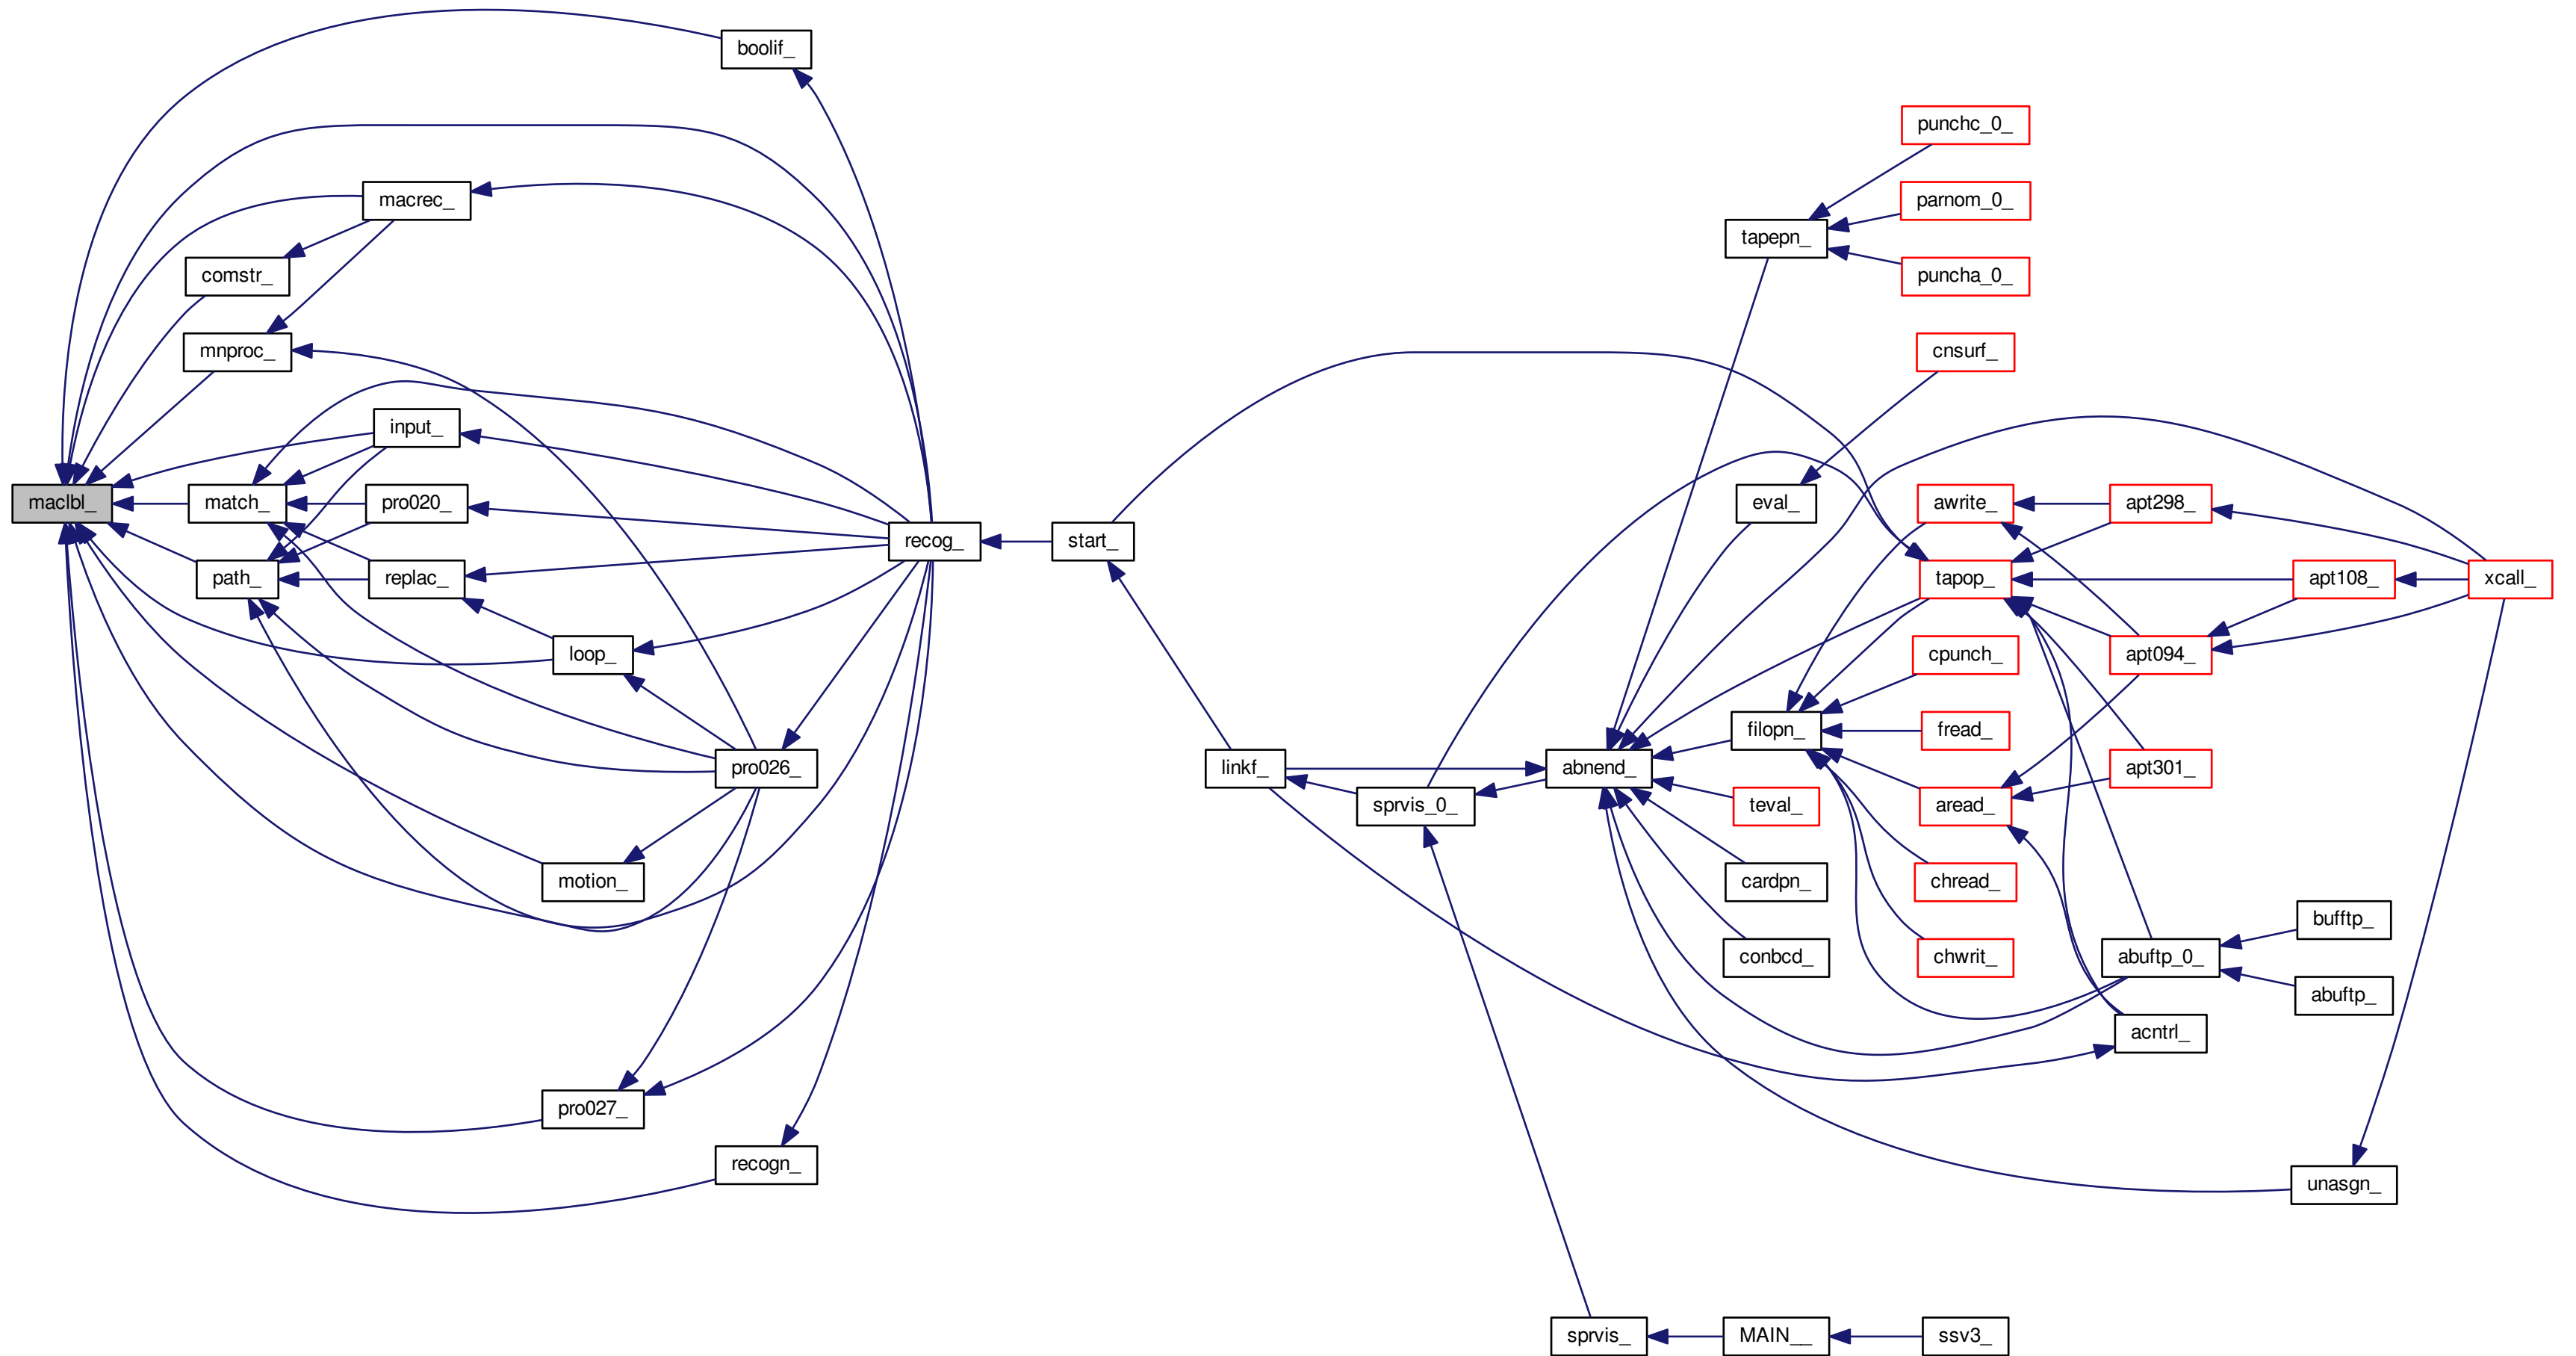 boolif_
punchc_0_
macrec_
parnom_0_
tapepn_
comstr_
puncha_0_
mnproc_
cnsurf_
input_
maclbl_
match_
pro020_
eval_
awrite_
apt298_
recog_
start_
path_
replac_
tapop_
apt108_
xcall_
loop_
cpunch_
apt094_
filopn_
fread_
pro026_
linkf_
abnend_
apt301_
sprvis_0_
teval_
aread_
motion_
cardpn_
chread_
bufftp_
conbcd_
chwrit_
abuftp_0_
abuftp_
acntrl_
pro027_
recogn_
unasgn_
sprvis_
MAIN__
ssv3_